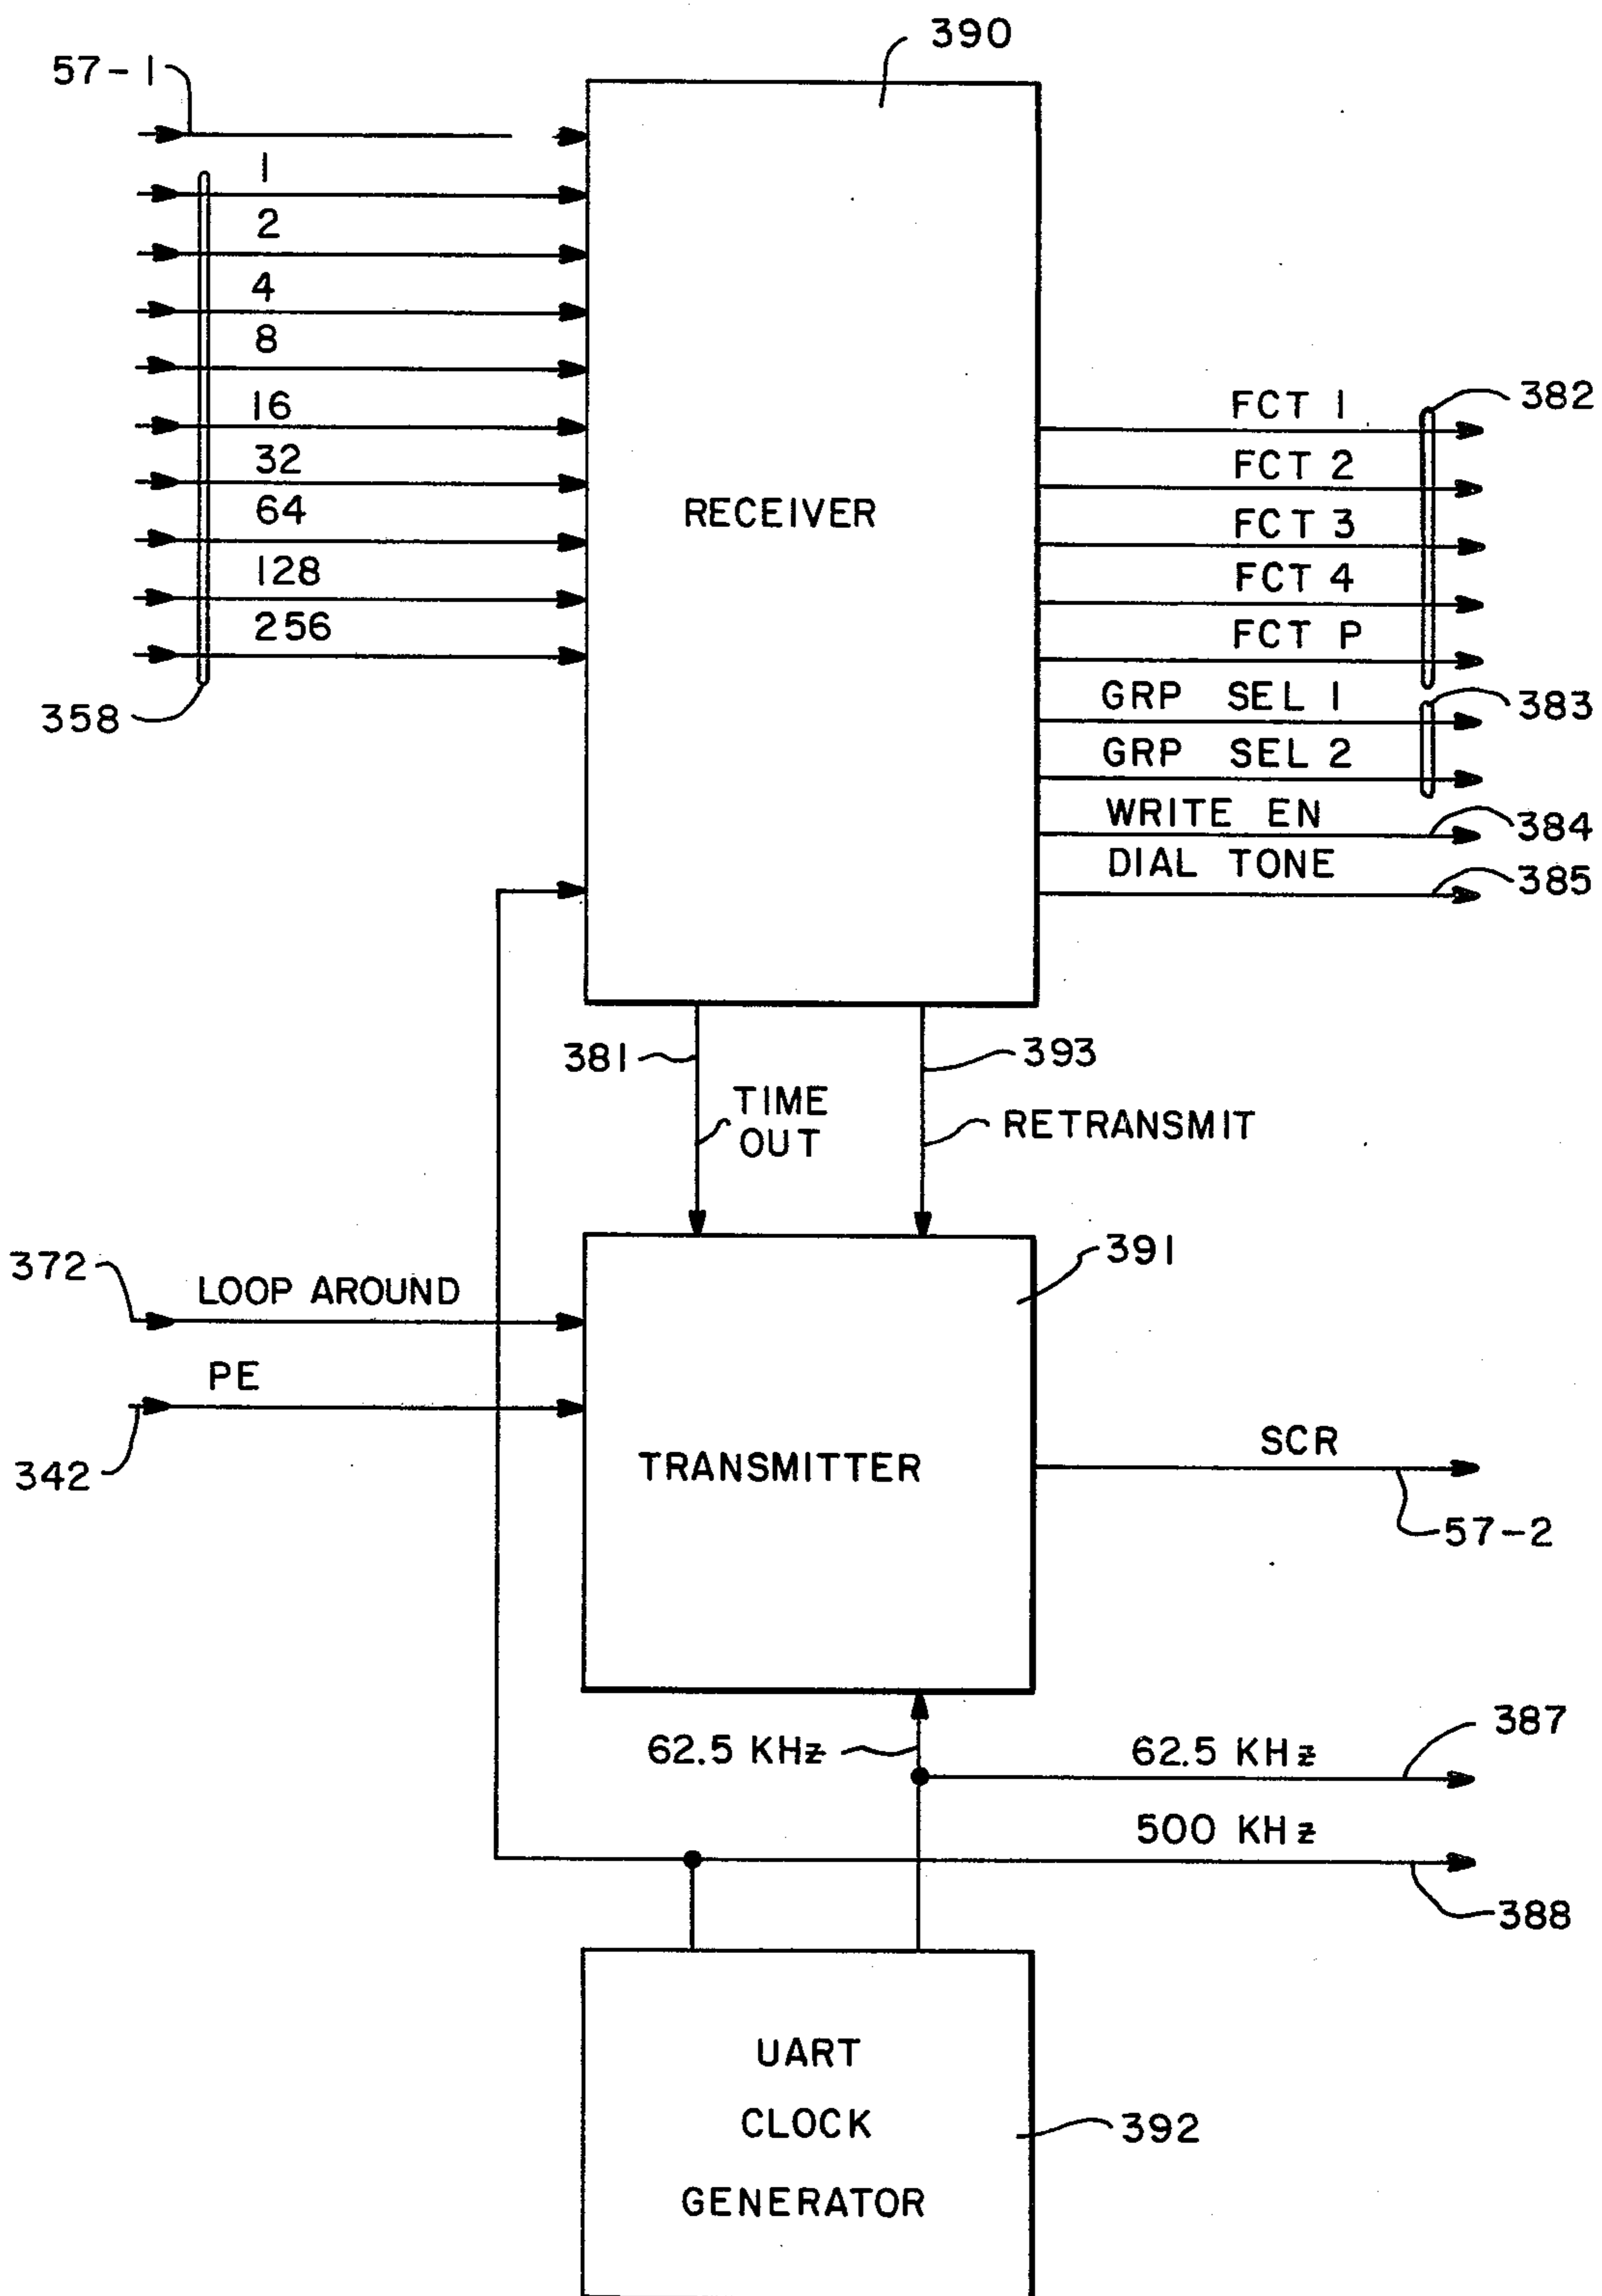 390
57-1
1
2
4
8
16
32
64
128
256
358
RECEIVER
FCT 1
382
FCT 2
FCT 3
FCT 4
FCT P
GRP SEL 1
383
GRP SEL 2
WRITE EN
384
DIAL TONE
385
381
393
TIME
OUT
RETRANSMIT
391
372
LOOP AROUND
PE
342
TRANSMITTER
SCR
57-2
62.5 KHz
62.5 KHz
387
500 KHz
388
UART
CLOCK
GENERATOR
392